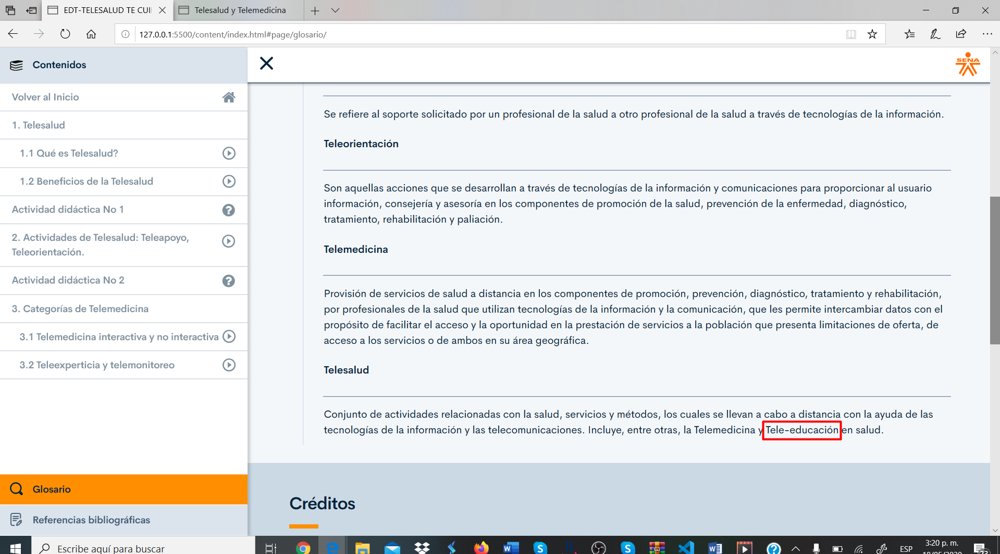 EDT-TELESALUD TE CUI
Telesalud y Telemedicina
127.0.0.1:5500/content/index.html#page/glosario/
Contenidos
SENA
Volver al Inicio
1. Telesalud
1.1 Qué es Telesalud?
1.2 Beneficios de la Telesalud
Actividad didáctica No 1
2. Actividades de Telesalud: Teleapoyo,
Teleorientación.
Actividad didáctica No 2
3. Categorías de Telemedicina
3.1 Telemedicina interactiva y no interactiva
3.2 Teleexperticia y telemonitoreo
Glosario
Referencias bibliográficas
Se refiere al soporte solicitado por un profesional de la salud a otro profesional de la salud a través de tecnologías de la información.
Teleorientación
Son aquellas acciones que se desarrollan a través de tecnologías de la información y comunicaciones para proporcionar al usuario
información, consejería y asesoría en los componentes de promoción de la salud, prevención de la enfermedad, diagnóstico,
tratamiento, rehabilitación y paliación.
Telemedicina
Provisión de servicios de salud a distancia en los componentes de promoción, prevención, diagnóstico, tratamiento y rehabilitación,
por profesionales de la salud que utilizan tecnologías de la información y la comunicación, que les permite intercambiar datos con el
propósito de facilitar el acceso y la oportunidad en la prestación de servicios a la población que presenta limitaciones de oferta, de
acceso a los servicios o de ambos en su área geográfica.
Telesalud
Conjunto de actividades relacionadas con la salud, servicios y métodos, los cuales se llevan a cabo a distancia con la ayuda de las
tecnologías de la información y las telecomunicaciones. Incluye, entre otras, la Telemedicina y Tele-educación en salud.
Créditos
Escribe aquí para buscar
ESP
3:20 p. m.
18/05/2020